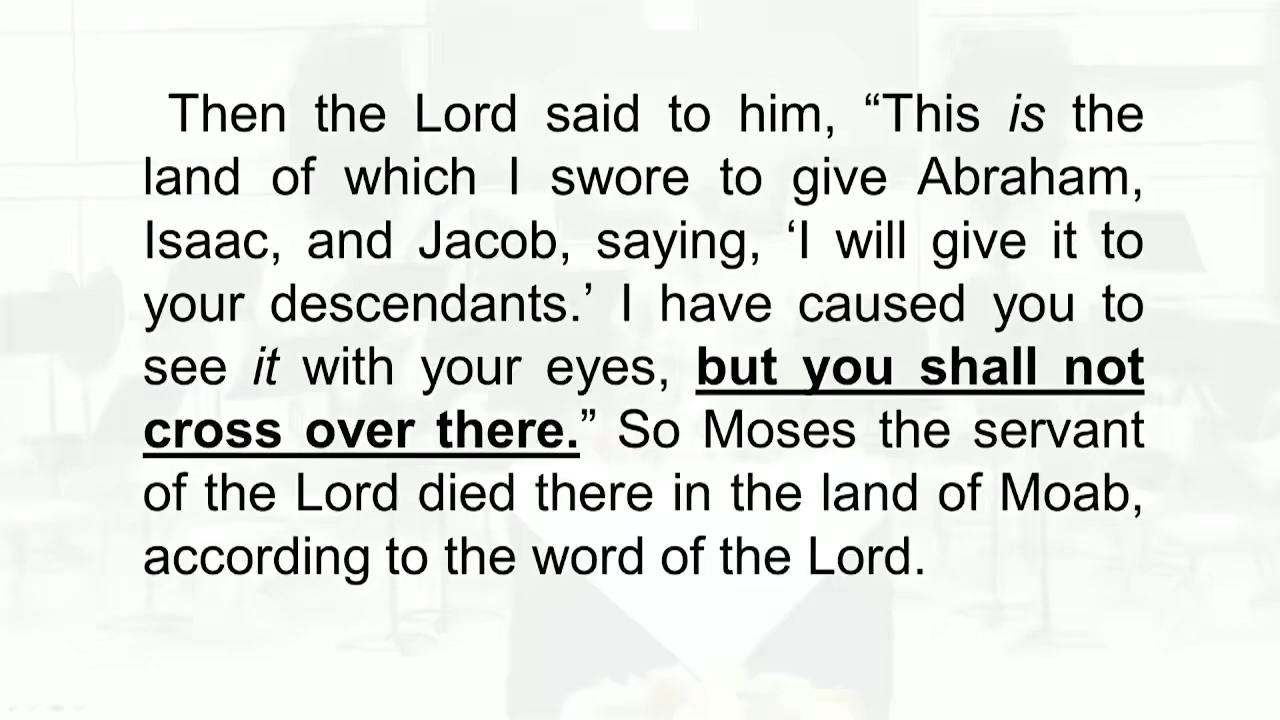 Then the Lord said to him, “This is the
land of which I swore to give Abraham,
Isaac, and Jacob, saying, ‘I will give it to
your descendants.’ I have caused you to
see it with your eyes, but you shall not
cross over there.” So Moses the servant
of the Lord died there in the land of Moab,
according to the word of the Lord.